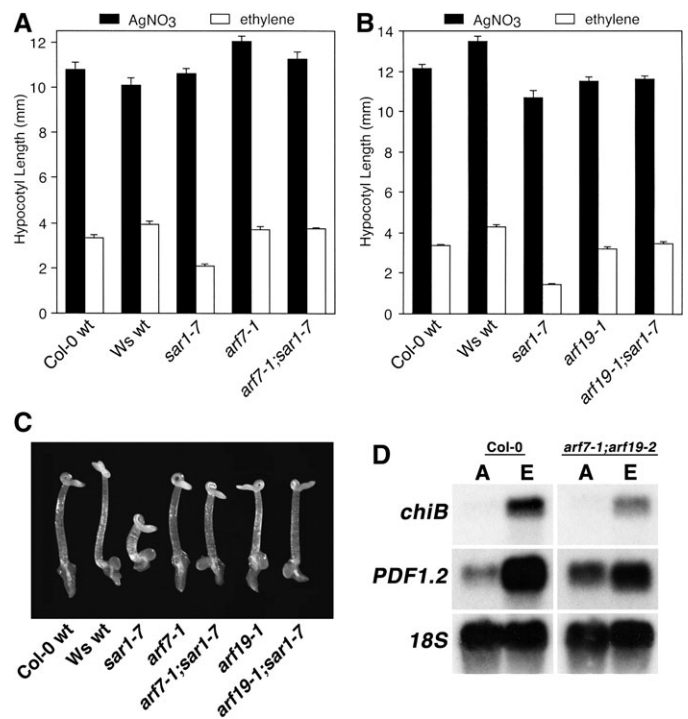 A
AgNO3
ethylene
Hypocotyl Length (mm)
12
10
8
6
4
2
0
Col-0 wt
Ws wt
sar1-7
arf7-1
arf7-1;sar1-7
B
AgNO3
ethylene
Hypocotyl Length (mm)
14
12
10
8
6
4
2
0
Col-0 wt
Ws wt
sar1-7
arf19-1
arf19-1;sar1-7
C
Col-0 wt
Ws wt
sar1-7
arf7-1
arf7-1;sar1-7
arf19-1
arf19-1;sar1-7
D
Col-0
arf7-1;arf19-2
A E A E
chiB
PDF1.2
18S